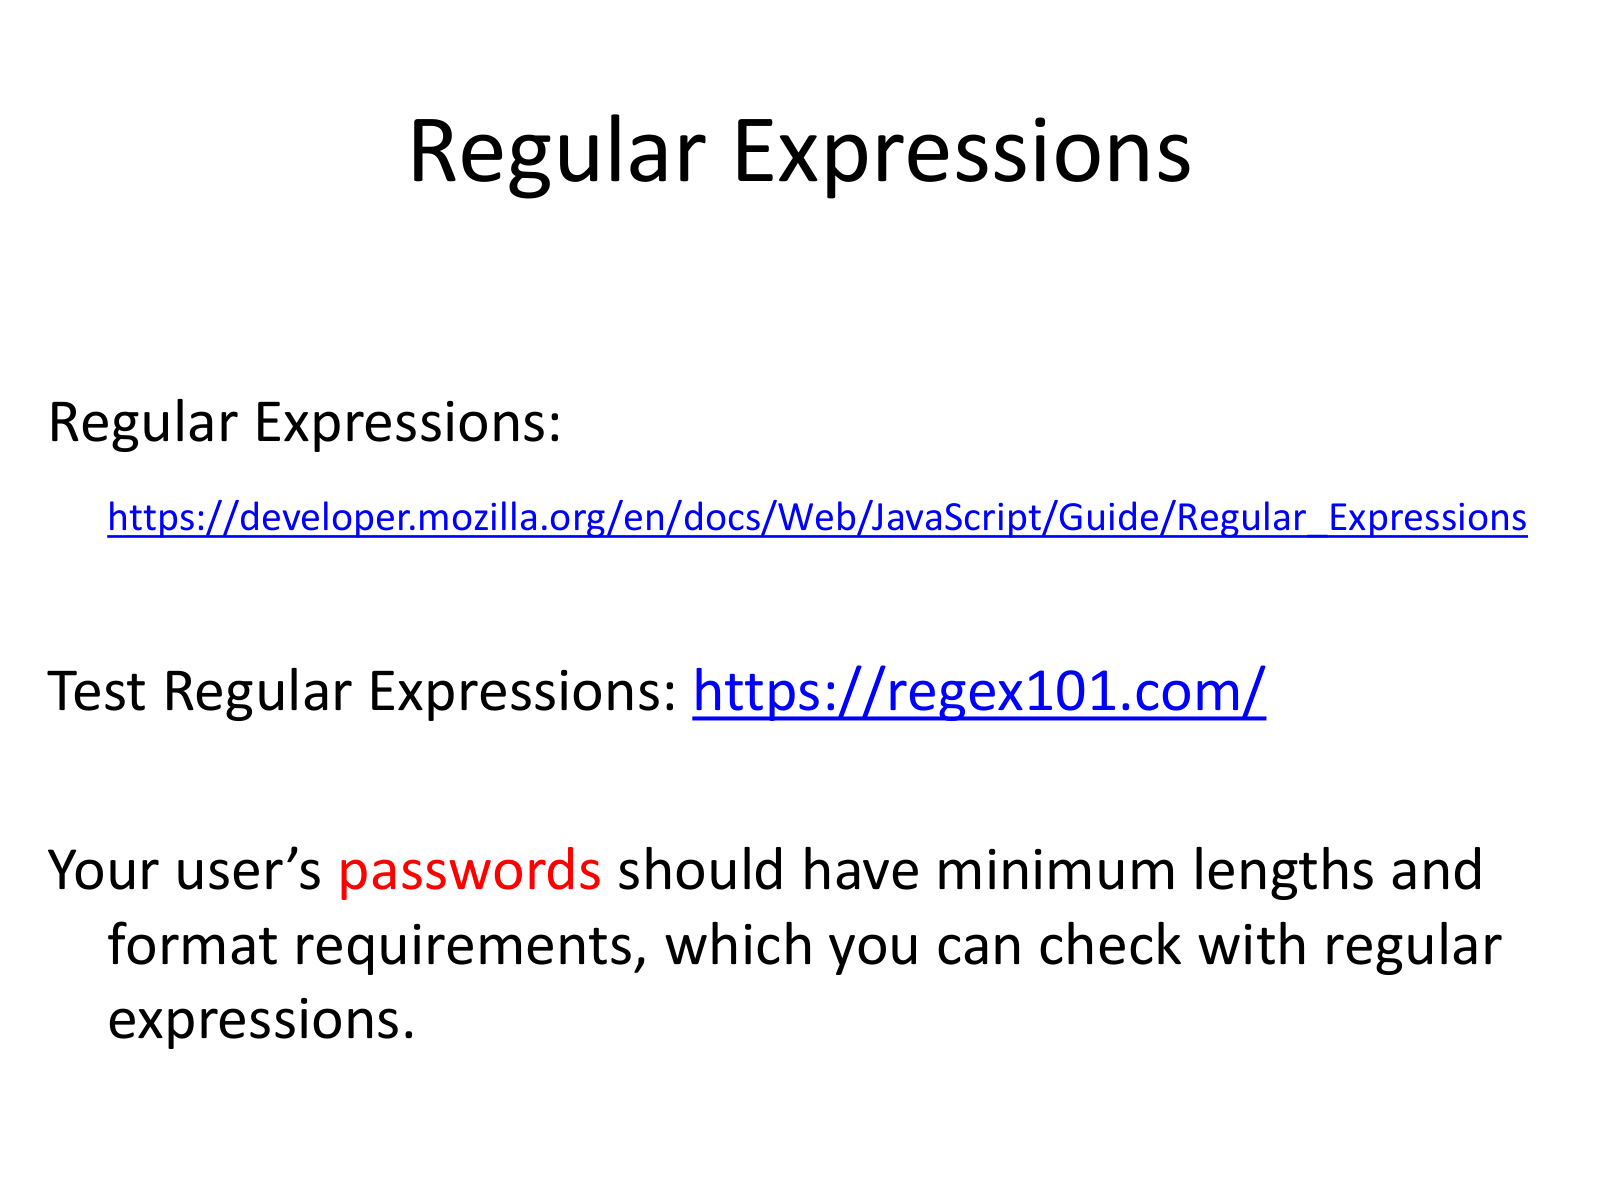 Regular Expressions
Regular Expressions:
https://developer.mozilla.org/en/docs/Web/JavaScript/Guide/Regular_Expressions
Test Regular Expressions: https://regex101.com/
Your user’s passwords should have minimum lengths and
format requirements, which you can check with regular
expressions.